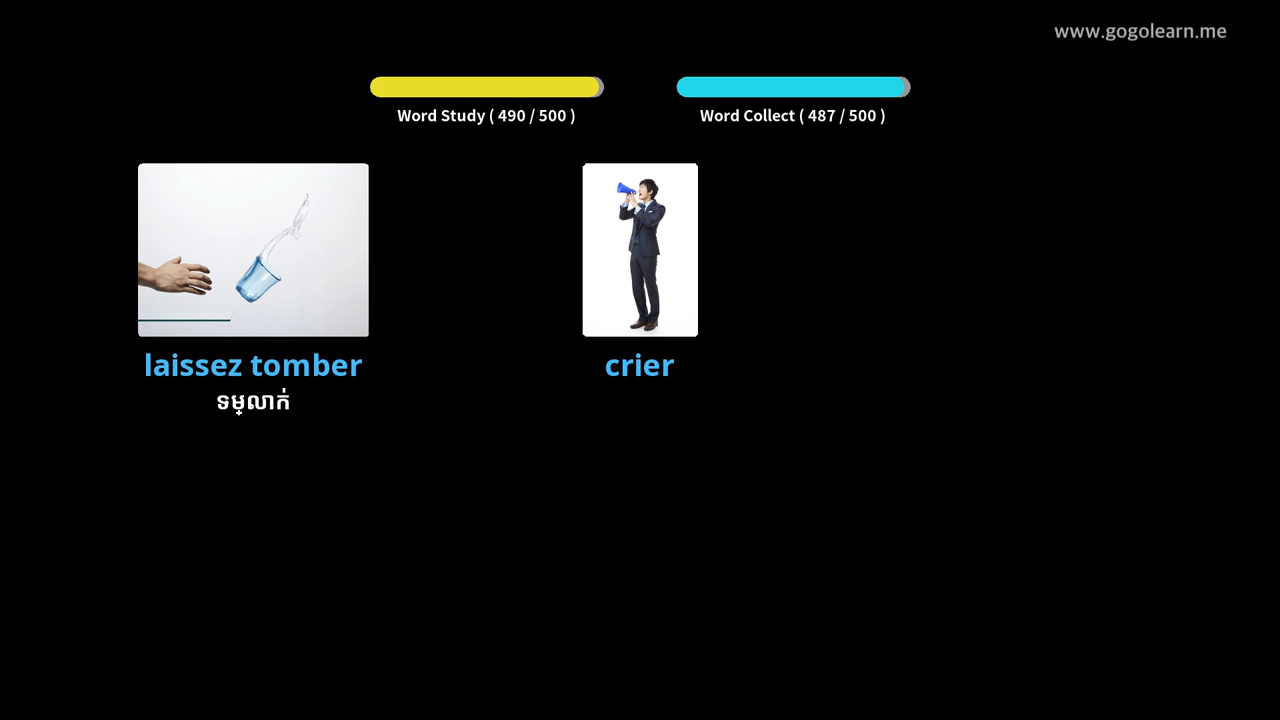 www.gogolearn.me
Word Study ( 490 / 500 )
Word Collect ( 487 / 500 )
laissez tomber
crier
ទម្លាក់